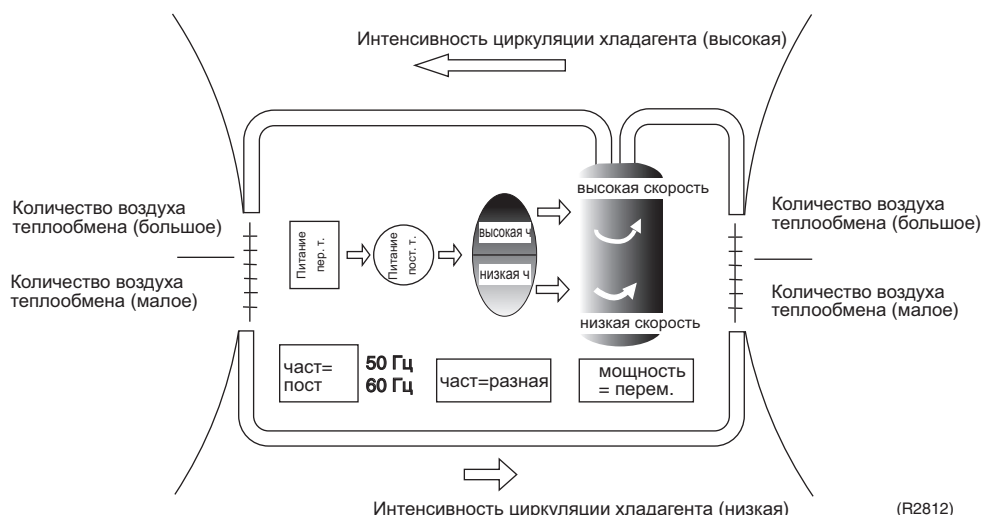 Интенсивность циркуляции хладагента (высокая)
высокая скорость
Количество воздуха
теплообмена (большое)
Количество воздуха
теплообмена (малое)
Питание
пер. т.
Питание
пост. т.
высокая ч
низкая ч
Количество воздуха
теплообмена (большое)
Количество воздуха
теплообмена (малое)
низкая скорость
част=
пост
50 Гц
60 Гц
част=разная
мощность
= перем.
Интенсивность циркуляции хладагента (низкая)
(R2812)